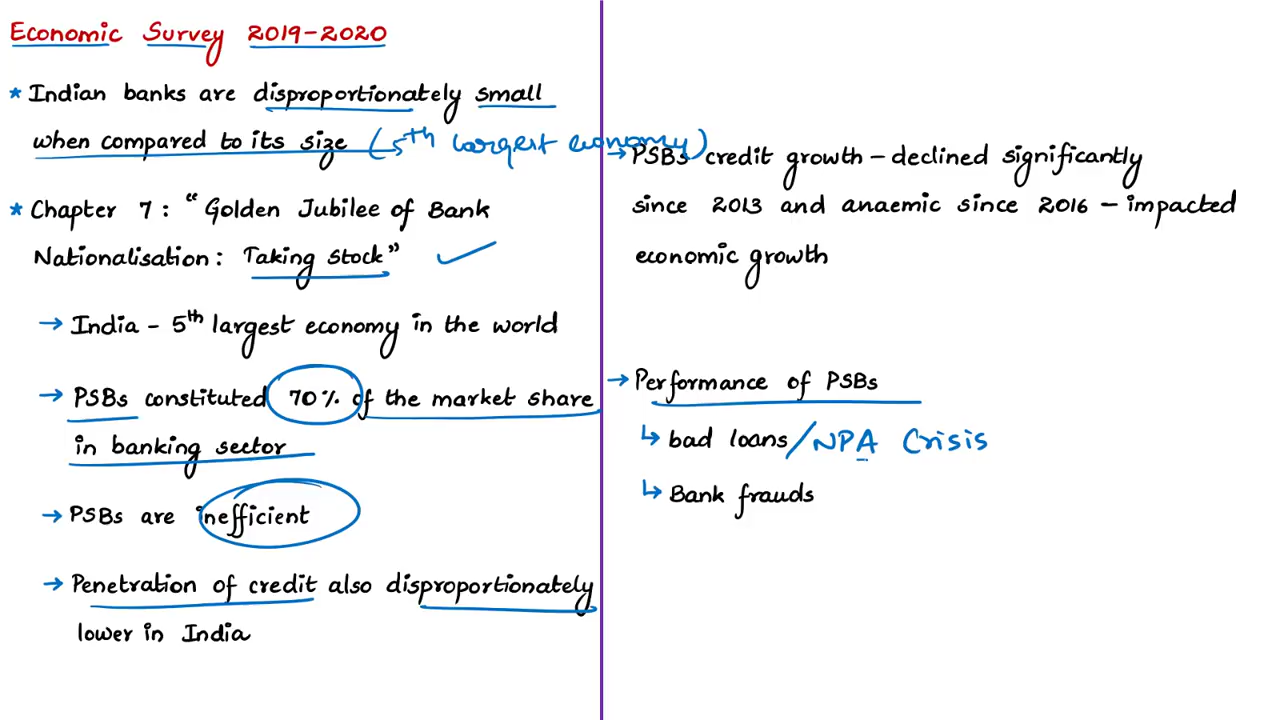 Economic Survey 2019-2020
* Indian banks are disproportionately small
when compared to its size (5th largest economy)
* Chapter 7: "Golden Jubilee of Bank
Nationalisation: Taking stock" ✓
→ India - 5th largest economy in the world
→ PSBs constituted 70% of the market share
in banking sector
→ PSBs are inefficient
→ Penetration of credit also disproportionately
lower in India
→ PSBs credit growth - declined significantly
since 2013 and anaemic since 2016 - impacted
economic growth
→ Performance of PSBs
↳ bad loans/NPA Crisis
↳ Bank frauds